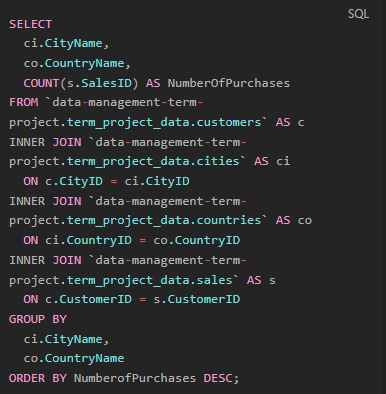 SQL
SELECT
  ci.CityName,
  co.CountryName,
  COUNT(s.SalesID) AS NumberOfPurchases
FROM `data-management-term-
project.term_project_data.customers` AS c
INNER JOIN `data-management-term-
project.term_project_data.cities` AS ci
  ON c.CityID = ci.CityID
INNER JOIN `data-management-term-
project.term_project_data.countries` AS co
  ON ci.CountryID = co.CountryID
INNER JOIN `data-management-term-
project.term_project_data.sales` AS s
  ON c.CustomerID = s.CustomerID
GROUP BY
  ci.CityName,
  co.CountryName
ORDER BY NumberofPurchases DESC;